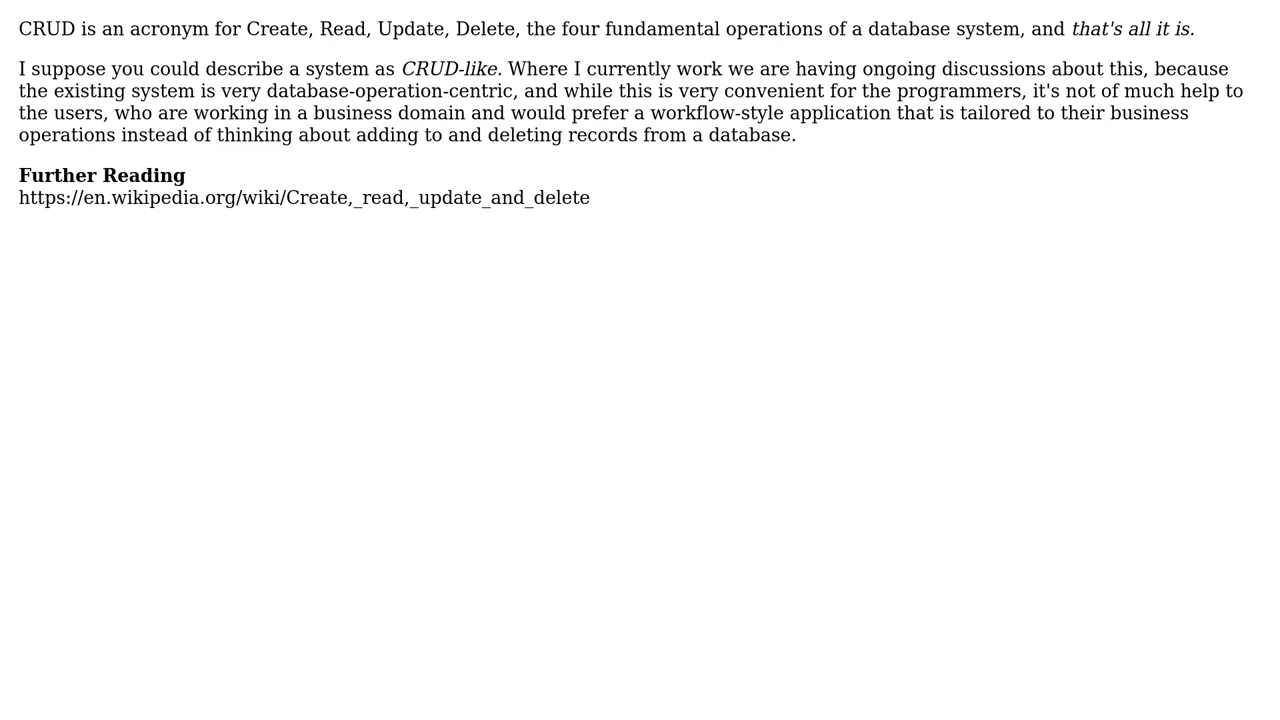 CRUD is an acronym for Create, Read, Update, Delete, the four fundamental operations of a database system, and that's all it is.
I suppose you could describe a system as CRUD-like. Where I currently work we are having ongoing discussions about this, because
the existing system is very database-operation-centric, and while this is very convenient for the programmers, it's not of much help to
the users, who are working in a business domain and would prefer a workflow-style application that is tailored to their business
operations instead of thinking about adding to and deleting records from a database.
Further Reading
https://en.wikipedia.org/wiki/Create,_read,_update_and_delete